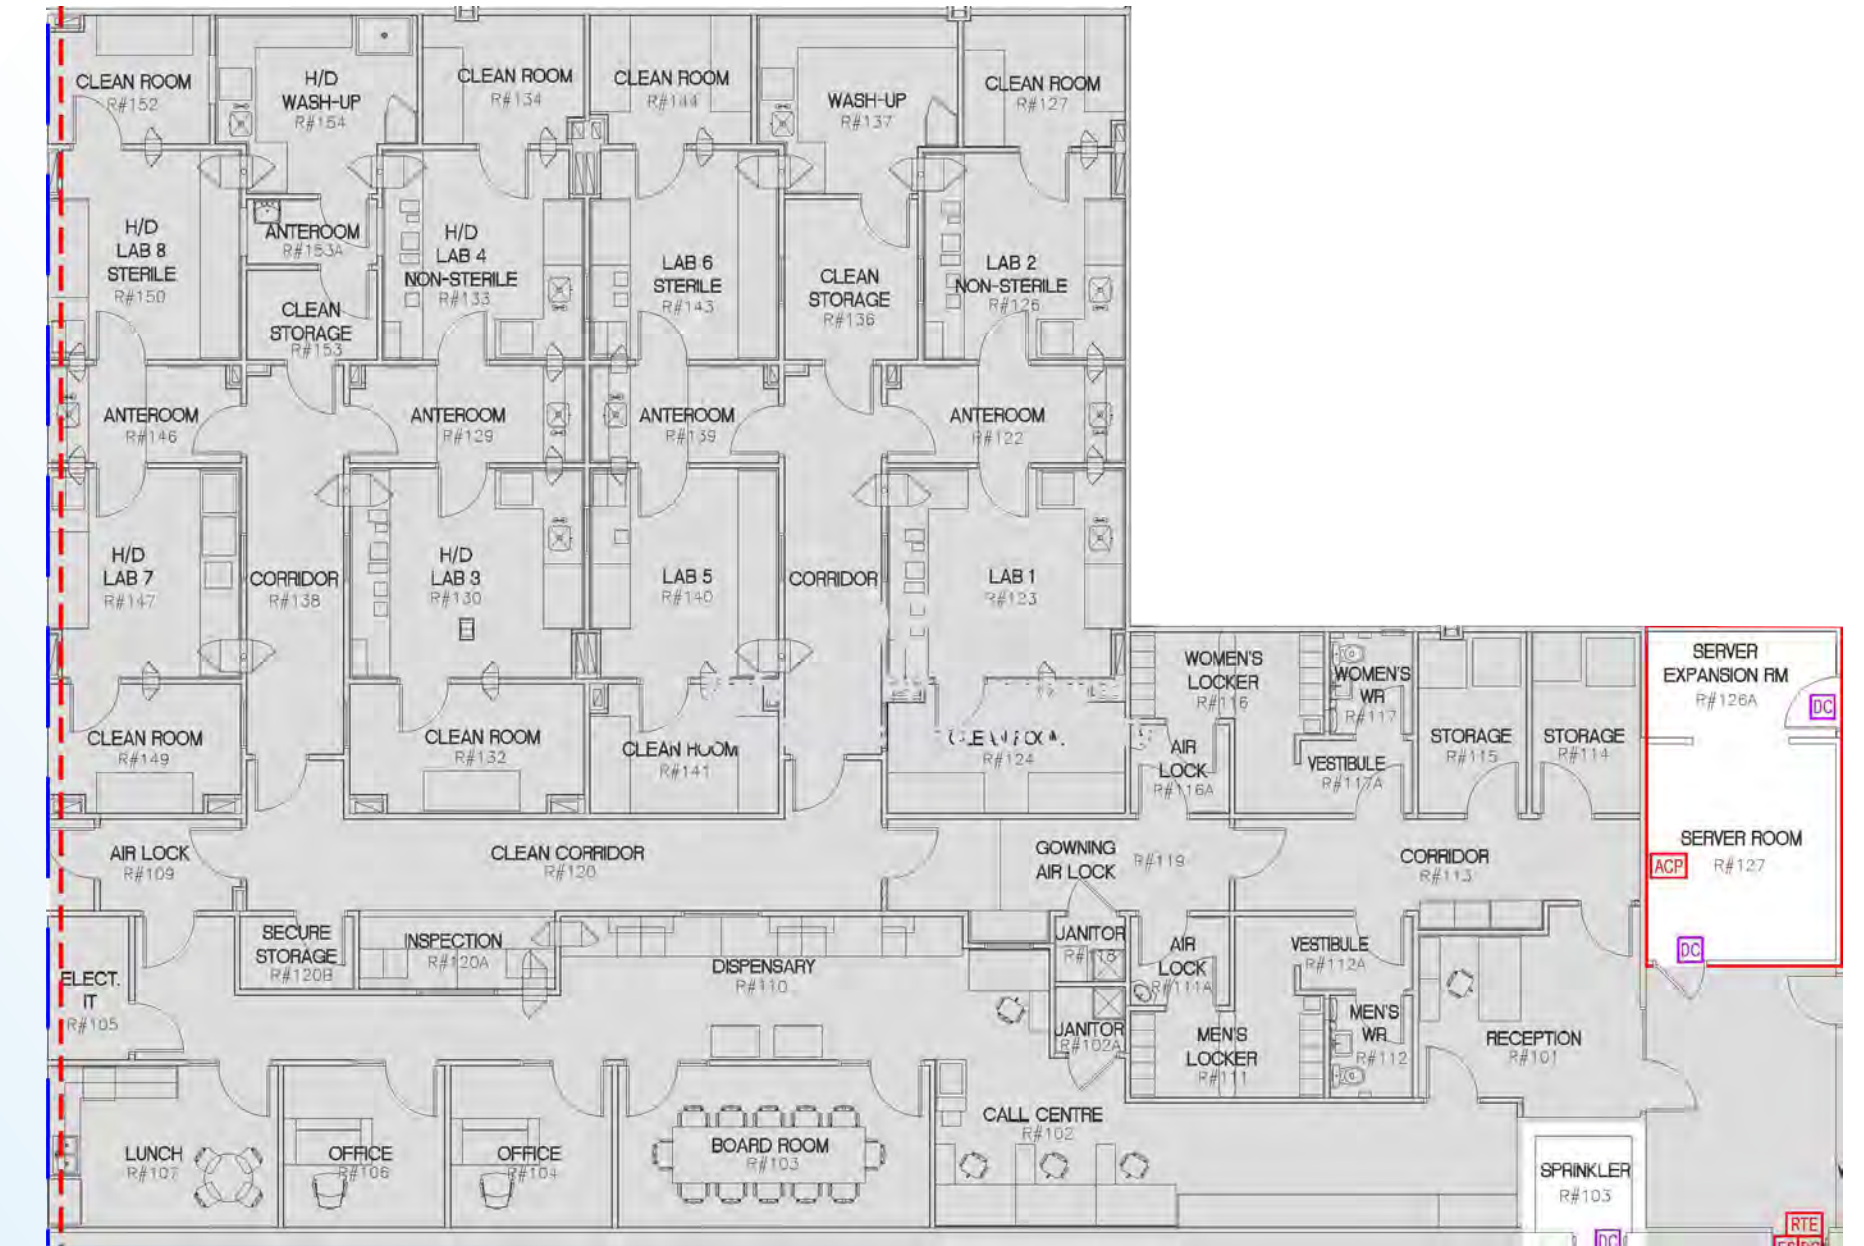 CLEAN ROOM
R#152
H/D
WASH-UP
R#154
CLEAN ROOM
R#134
CLEAN ROOM
R#144
WASH-UP
R#137
CLEAN ROOM
R#127
H/D
LAB 8
STERILE
R#150
ANTEROOM
R#153A
CLEAN
STORAGE
R#153
H/D
LAB 4
NON-STERILE
R#133
LAB 6
STERILE
R#143
CLEAN
STORAGE
R#136
LAB 2
NON-STERILE
R#126
ANTEROOM
R#146
ANTEROOM
R#129
ANTEROOM
R#139
ANTEROOM
R#122
H/D
LAB 7
R#147
CORRIDOR
R#138
H/D
LAB 3
R#130
LAB 5
R#140
CORRIDOR
LAB 1
R#123
CLEAN ROOM
R#149
CLEAN ROOM
R#132
CLEAN ROOM
R#141
R#124
WOMEN'S
LOCKER
R#116
WOMEN'S
WR
R#117
AIR
LOCK
R#116A
VESTIBULE
R#117A
STORAGE
R#115
STORAGE
R#114
SERVER
EXPANSION RM
R#126A
DC
SERVER ROOM
R#127
ACP
DC
AIR LOCK
R#109
CLEAN CORRIDOR
R#120
GOWNING
AIR LOCK
R#119
CORRIDOR
R#113
ELECT.
IT
R#105
SECURE
STORAGE
R#120B
INSPECTION
R#120A
DISPENSARY
R#110
JANITOR
R#118
JANITOR
R#102A
AIR
LOCK
R#111A
MEN'S
LOCKER
R#111
VESTIBULE
R#112A
MEN'S
WR
R#112
RECEPTION
R#101
LUNCH
R#107
OFFICE
R#106
OFFICE
R#104
BOARD ROOM
R#103
CALL CENTRE
R#102
SPRINKLER
R#103
DC
RTE